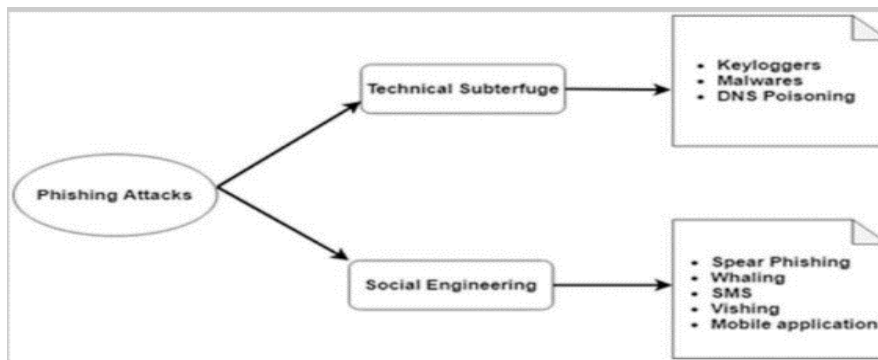 Phishing Attacks
Technical Subterfuge
• Keyloggers
• Malwares
• DNS Poisoning
Social Engineering
• Spear Phishing
• Whaling
• SMS
• Vishing
• Mobile application